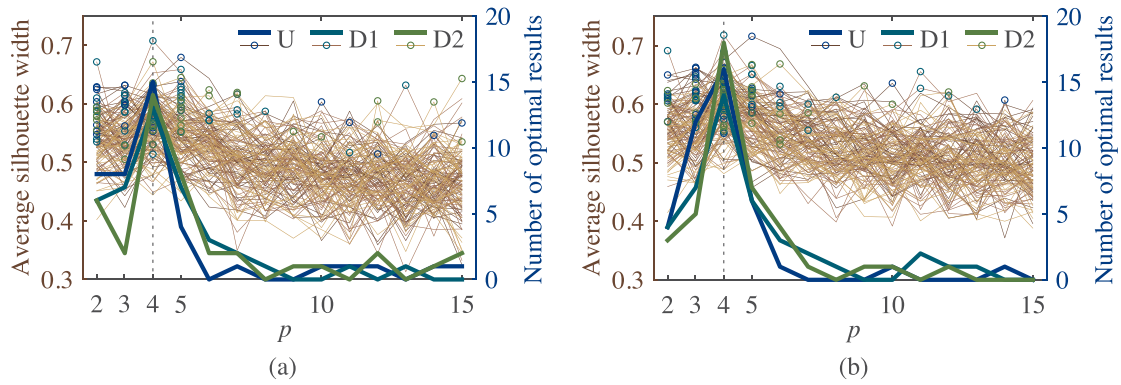 Average silhouette width
0.7
0.6
0.5
0.4
0.3
U D1 D2
20
15
10
5
0
Number of optimal results
2 3 4 5 10 15
p
(a)
Average silhouette width
0.7
0.6
0.5
0.4
0.3
U D1 D2
20
15
10
5
0
Number of optimal results
2 3 4 5 10 15
p
(b)